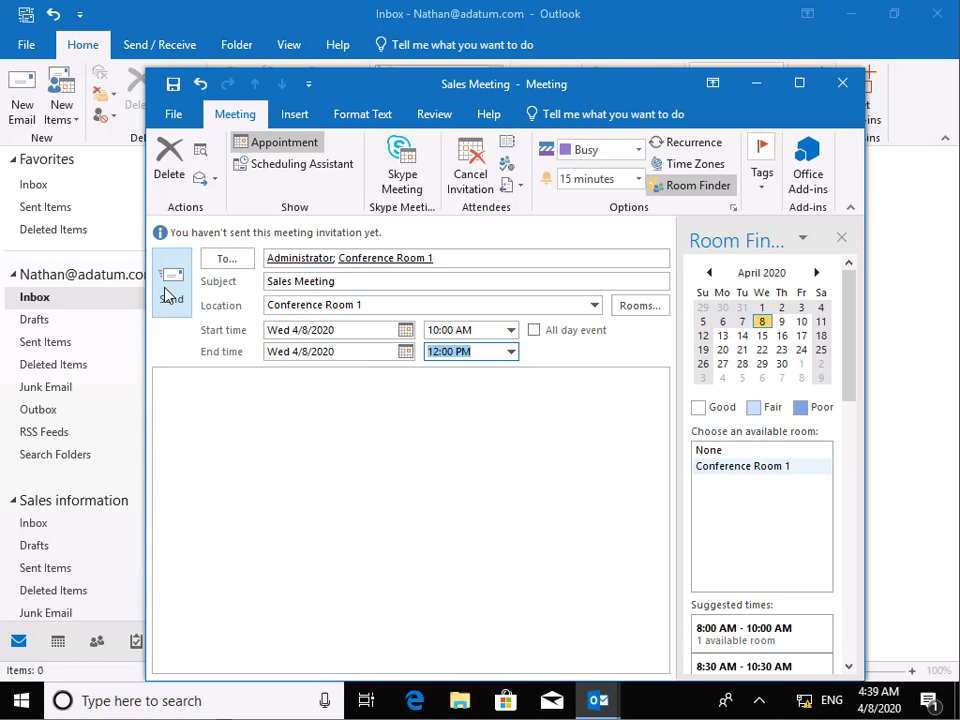 Inbox - Nathan@adatum.com - Outlook
File Home Send / Receive Folder View Help Tell me what you want to do
New Email
New Items
New
Favorites
Inbox
Sent Items
Deleted Items
Nathan@adatum.co
Inbox
Drafts
Sent Items
Deleted Items
Junk Email
Outbox
RSS Feeds
Search Folders
Sales information
Inbox
Drafts
Sent Items
Deleted Items
Junk Email
Items: 0
100%
Sales Meeting - Meeting
File Meeting Insert Format Text Review Help Tell me what you want to do
Delete
Actions
Appointment
Scheduling Assistant
Show
Skype Meeting
Skype Meeti...
Cancel Invitation
Attendees
Busy
15 minutes
Recurrence
Time Zones
Room Finder
Options
Tags
Office Add-ins
Add-ins
You haven't sent this meeting invitation yet.
Send
To... Administrator; Conference Room 1
Subject Sales Meeting
Location Conference Room 1 Rooms...
Start time Wed 4/8/2020 10:00 AM All day event
End time Wed 4/8/2020 12:00 PM
Room Fin...
April 2020
Su Mo Tu We Th Fr Sa
29 30 31 1 2 3 4
5 6 7 8 9 10 11
12 13 14 15 16 17 18
19 20 21 22 23 24 25
26 27 28 29 30 1 2
3 4 5 6 7 8 9
Good Fair Poor
Choose an available room:
None
Conference Room 1
Suggested times:
8:00 AM - 10:00 AM
1 available room
8:30 AM - 10:30 AM
Type here to search
ENG
4:39 AM
4/8/2020
1